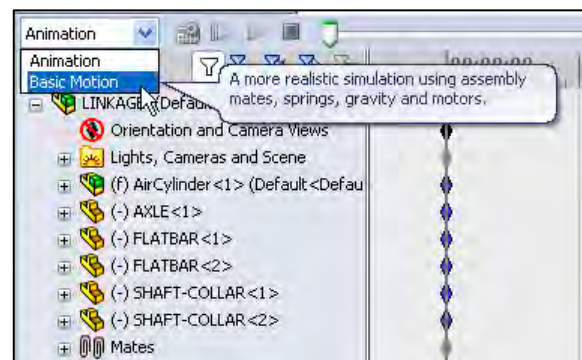 Animation
Animation
Basic Motion
A more realistic simulation using assembly
mates, springs, gravity and motors.
LINKAGE (Defau
Orientation and Camera Views
Lights, Cameras and Scene
(f) AirCylinder<1> (Default<Defau
(-) AXLE<1>
(-) FLATBAR<1>
(-) FLATBAR<2>
(-) SHAFT-COLLAR<1>
(-) SHAFT-COLLAR<2>
Mates